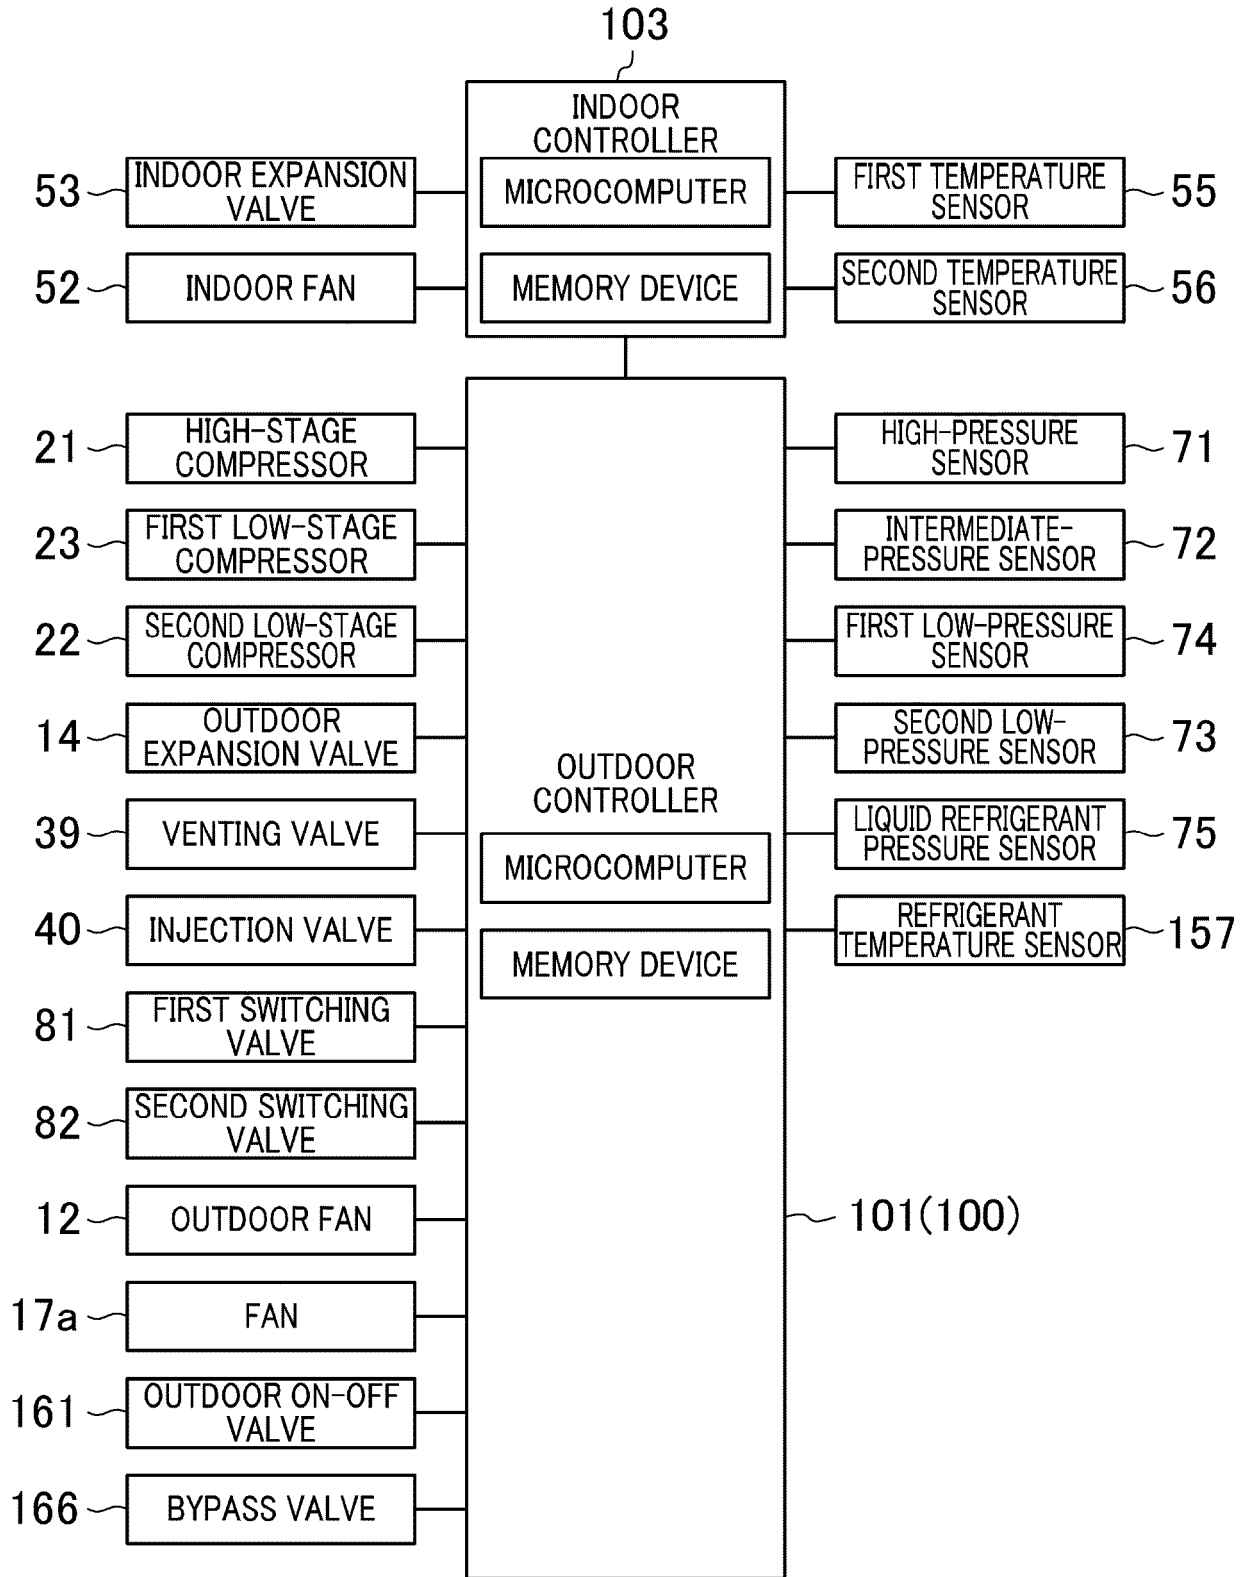 103
INDOOR
CONTROLLER
53
INDOOR EXPANSION
VALVE
MICROCOMPUTER
FIRST TEMPERATURE
SENSOR
55
52
INDOOR FAN
MEMORY DEVICE
SECOND TEMPERATURE
SENSOR
56
21
HIGH-STAGE
COMPRESSOR
HIGH-PRESSURE
SENSOR
71
23
FIRST LOW-STAGE
COMPRESSOR
INTERMEDIATE-
PRESSURE SENSOR
72
22
SECOND LOW-STAGE
COMPRESSOR
FIRST LOW-PRESSURE
SENSOR
74
14
OUTDOOR
EXPANSION VALVE
SECOND LOW-
PRESSURE SENSOR
73
OUTDOOR
CONTROLLER
39
VENTING VALVE
LIQUID REFRIGERANT
PRESSURE SENSOR
75
MICROCOMPUTER
40
INJECTION VALVE
REFRIGERANT
TEMPERATURE SENSOR
157
MEMORY DEVICE
81
FIRST SWITCHING
VALVE
82
SECOND SWITCHING
VALVE
12
OUTDOOR FAN
101(100)
17a
FAN
161
OUTDOOR ON-OFF
VALVE
166
BYPASS VALVE